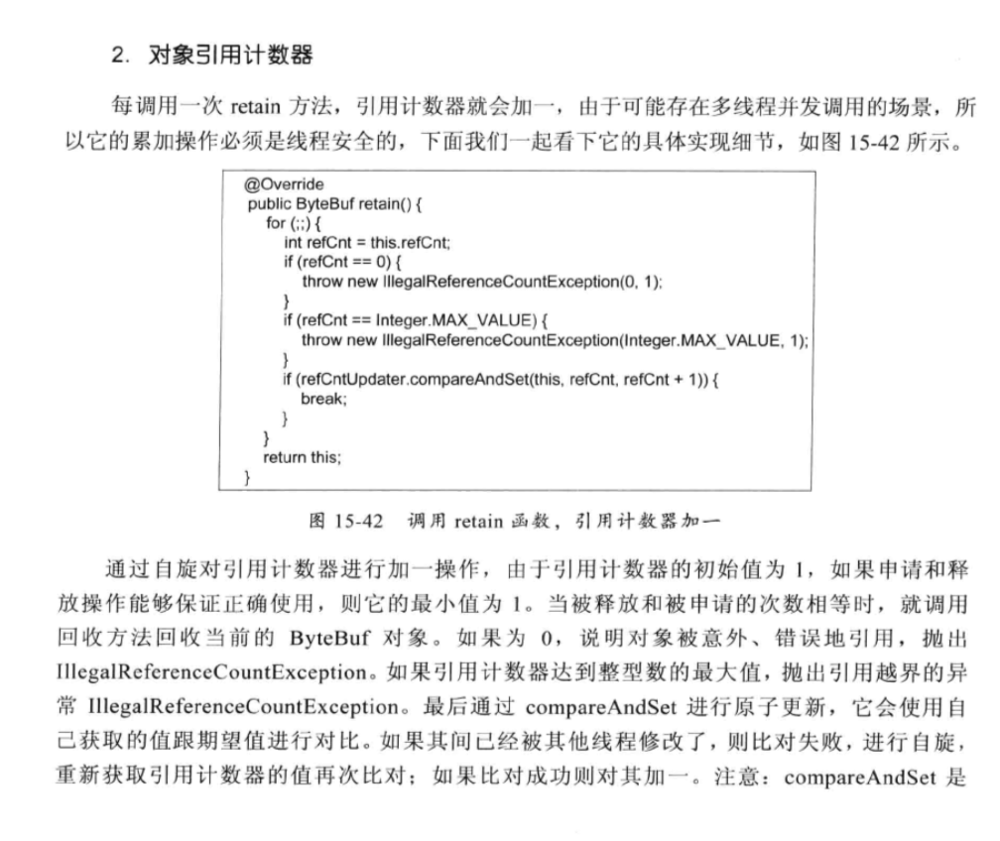 2. 对象引用计数器
每调用一次 retain 方法，引用计数器就会加一，由于可能存在多线程并发调用的场景，所
以它的累加操作必须是线程安全的，下面我们一起看下它的具体实现细节，如图 15-42 所示。
@Override
public ByteBuf retain() {
for (;;) {
int refCnt = this.refCnt;
if (refCnt == 0) {
throw new IllegalReferenceCountException(0, 1);
}
if (refCnt == Integer.MAX_VALUE) {
throw new IllegalReferenceCountException(Integer.MAX_VALUE, 1);
}
if (refCntUpdater.compareAndSet(this, refCnt, refCnt + 1)) {
break;
}
}
return this;
}
图 15-42 调用 retain 函数，引用计数器加一
通过自旋对引用计数器进行加一操作，由于引用计数器的初始值为 1，如果申请和释
放操作能够保证正确使用，则它的最小值为 1。当被释放和被申请的次数相等时，就调用
回收方法回收当前的 ByteBuf 对象。如果为 0，说明对象被意外、错误地引用，抛出
IllegalReferenceCountException。如果引用计数器达到整型数的最大值，抛出引用越界的异
常 IllegalReferenceCountException。最后通过 compareAndSet 进行原子更新，它会使用自
己获取的值跟期望值进行对比。如果其间已经被其他线程修改了，则比对失败，进行自旋，
重新获取引用计数器的值再次比对；如果比对成功则对其加一。注意：compareAndSet 是